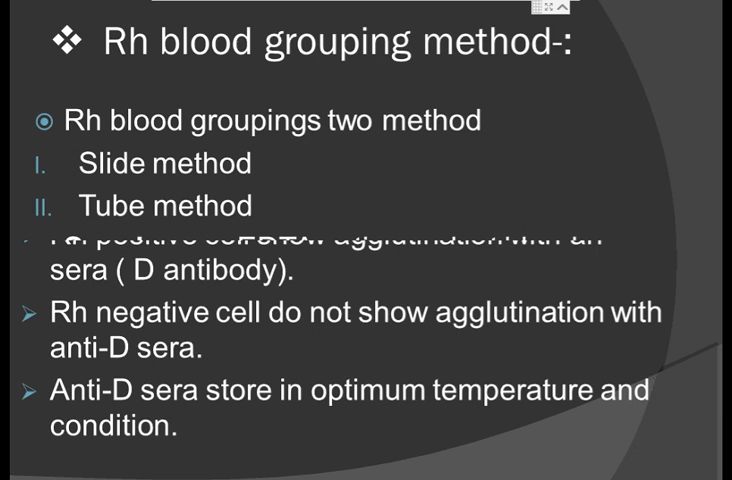 ❖ Rh blood grouping method-:
Rh blood groupings two method
I. Slide method
II. Tube method
sera ( D antibody).
Rh negative cell do not show agglutination with
anti-D sera.
Anti-D sera store in optimum temperature and
condition.